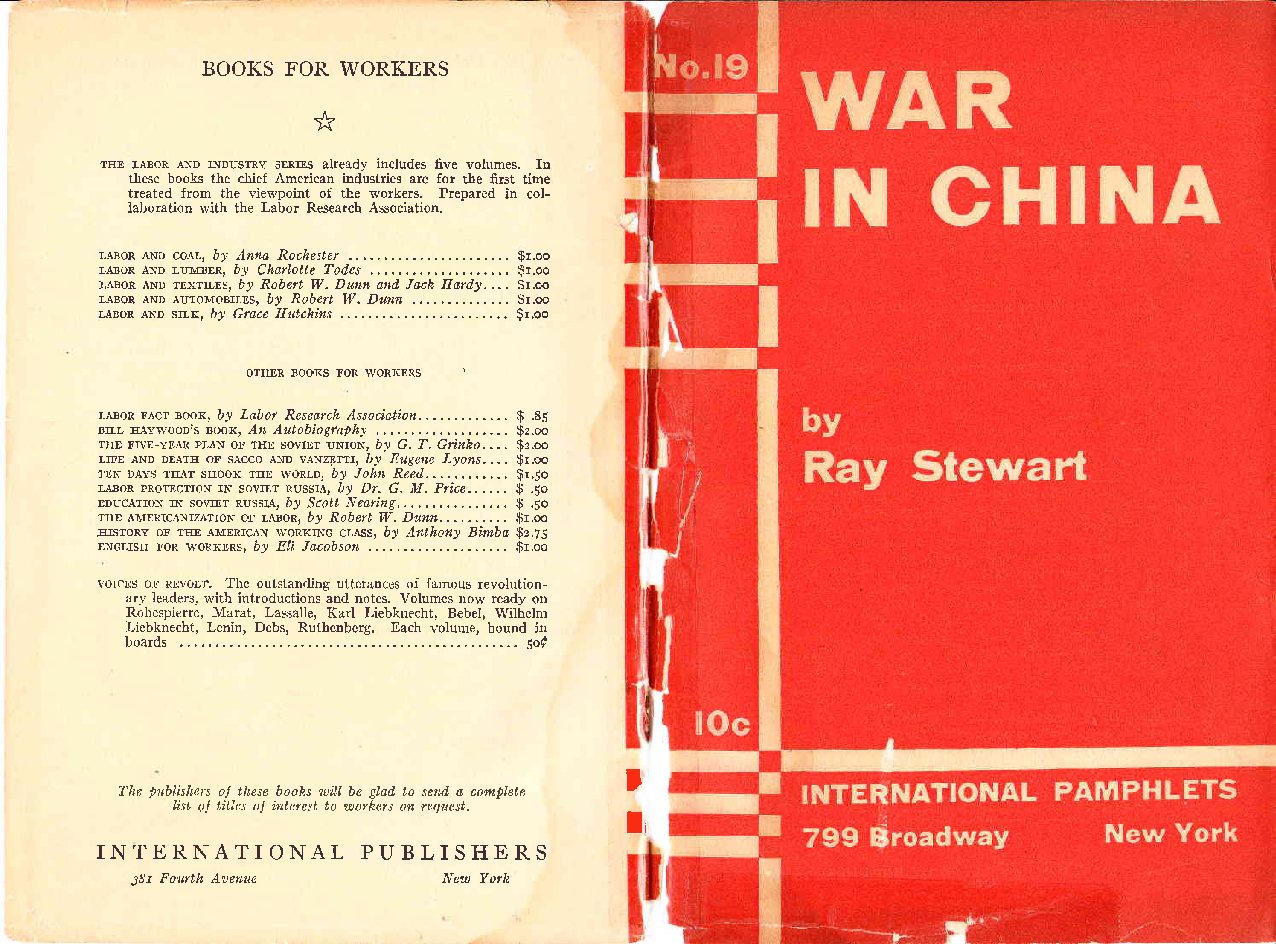 BOOKS FOR WORKERS
THE LABOR AND INDUSTRY SERIES already includes five volumes. In
these books the chief American industries are for the first time
treated from the viewpoint of the workers. Prepared in col-
laboration with the Labor Research Association.
LABOR AND COAL, by Anna Rochester ....................... $1.00
LABOR AND LUMBER, by Charlotte Todes .................... $1.00
LABOR AND TEXTILES, by Robert W. Dunn and Jack Hardy.... $1.00
LABOR AND AUTOMOBILES, by Robert W. Dunn .............. $1.00
LABOR AND SILK, by Grace Hutchins ........................ $1.00
OTHER BOOKS FOR WORKERS
LABOR FACT BOOK, by Labor Research Association............. $ .85
BILL HAYWOOD'S BOOK, An Autobiography ................... $2.00
THE FIVE-YEAR PLAN OF THE SOVIET UNION, by G. T. Grinko.... $2.00
LIFE AND DEATH OF SACCO AND VANZETTI, by Eugene Lyons.... $1.00
TEN DAYS THAT SHOOK THE WORLD, by John Reed............ $1.50
LABOR PROTECTION IN SOVIET RUSSIA, by Dr. G. M. Price...... $ .50
EDUCATION IN SOVIET RUSSIA, by Scott Nearing................ $ .50
THE AMERICANIZATION OF LABOR, by Robert W. Dunn.......... $1.00
HISTORY OF THE AMERICAN WORKING CLASS, by Anthony Bimba $2.75
ENGLISH FOR WORKERS, by Eli Jacobson .................... $1.00
VOICES OF REVOLT. The outstanding utterances of famous revolution-
ary leaders, with introductions and notes. Volumes now ready on
Robespierre, Marat, Lassalle, Karl Liebknecht, Bebel, Wilhelm
Liebknecht, Lenin, Debs, Ruthenberg. Each volume, bound in
boards ................................................ 50¢
The publishers of these books will be glad to send a complete
list of titles of interest to workers on request.
INTERNATIONAL PUBLISHERS
381 Fourth Avenue New York
No.19
WAR
IN CHINA
by
Ray Stewart
10c
INTERNATIONAL PAMPHLETS
799 Broadway New York